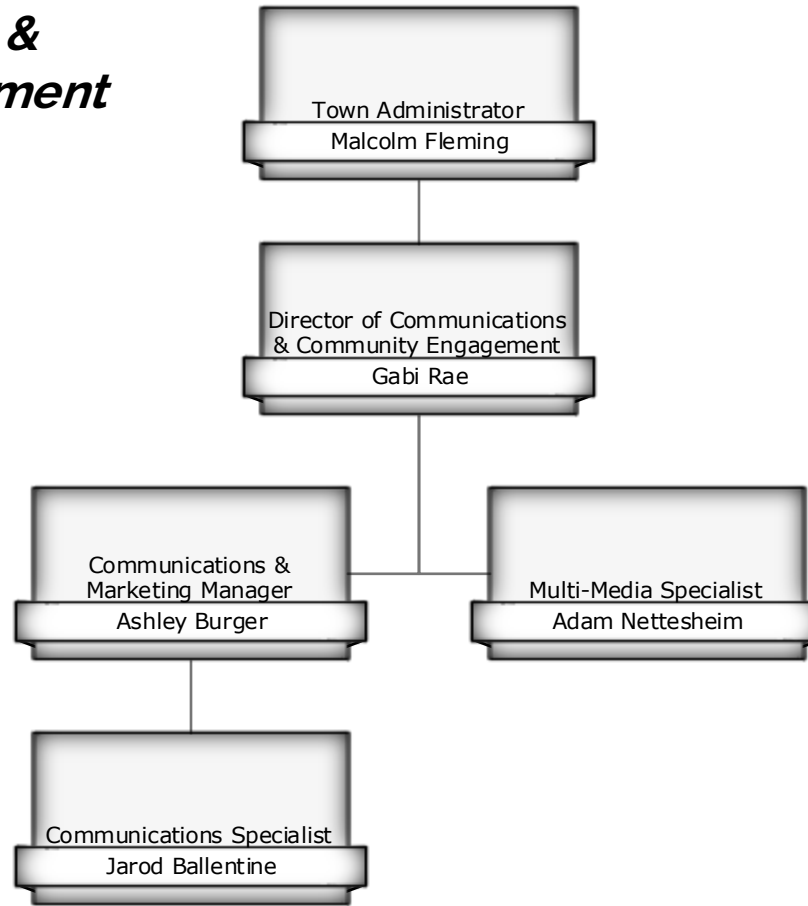 &
ment
Town Administrator
Malcolm Fleming
Director of Communications
& Community Engagement
Gabi Rae
Communications &
Marketing Manager
Ashley Burger
Multi-Media Specialist
Adam Nettesheim
Communications Specialist
Jarod Ballentine